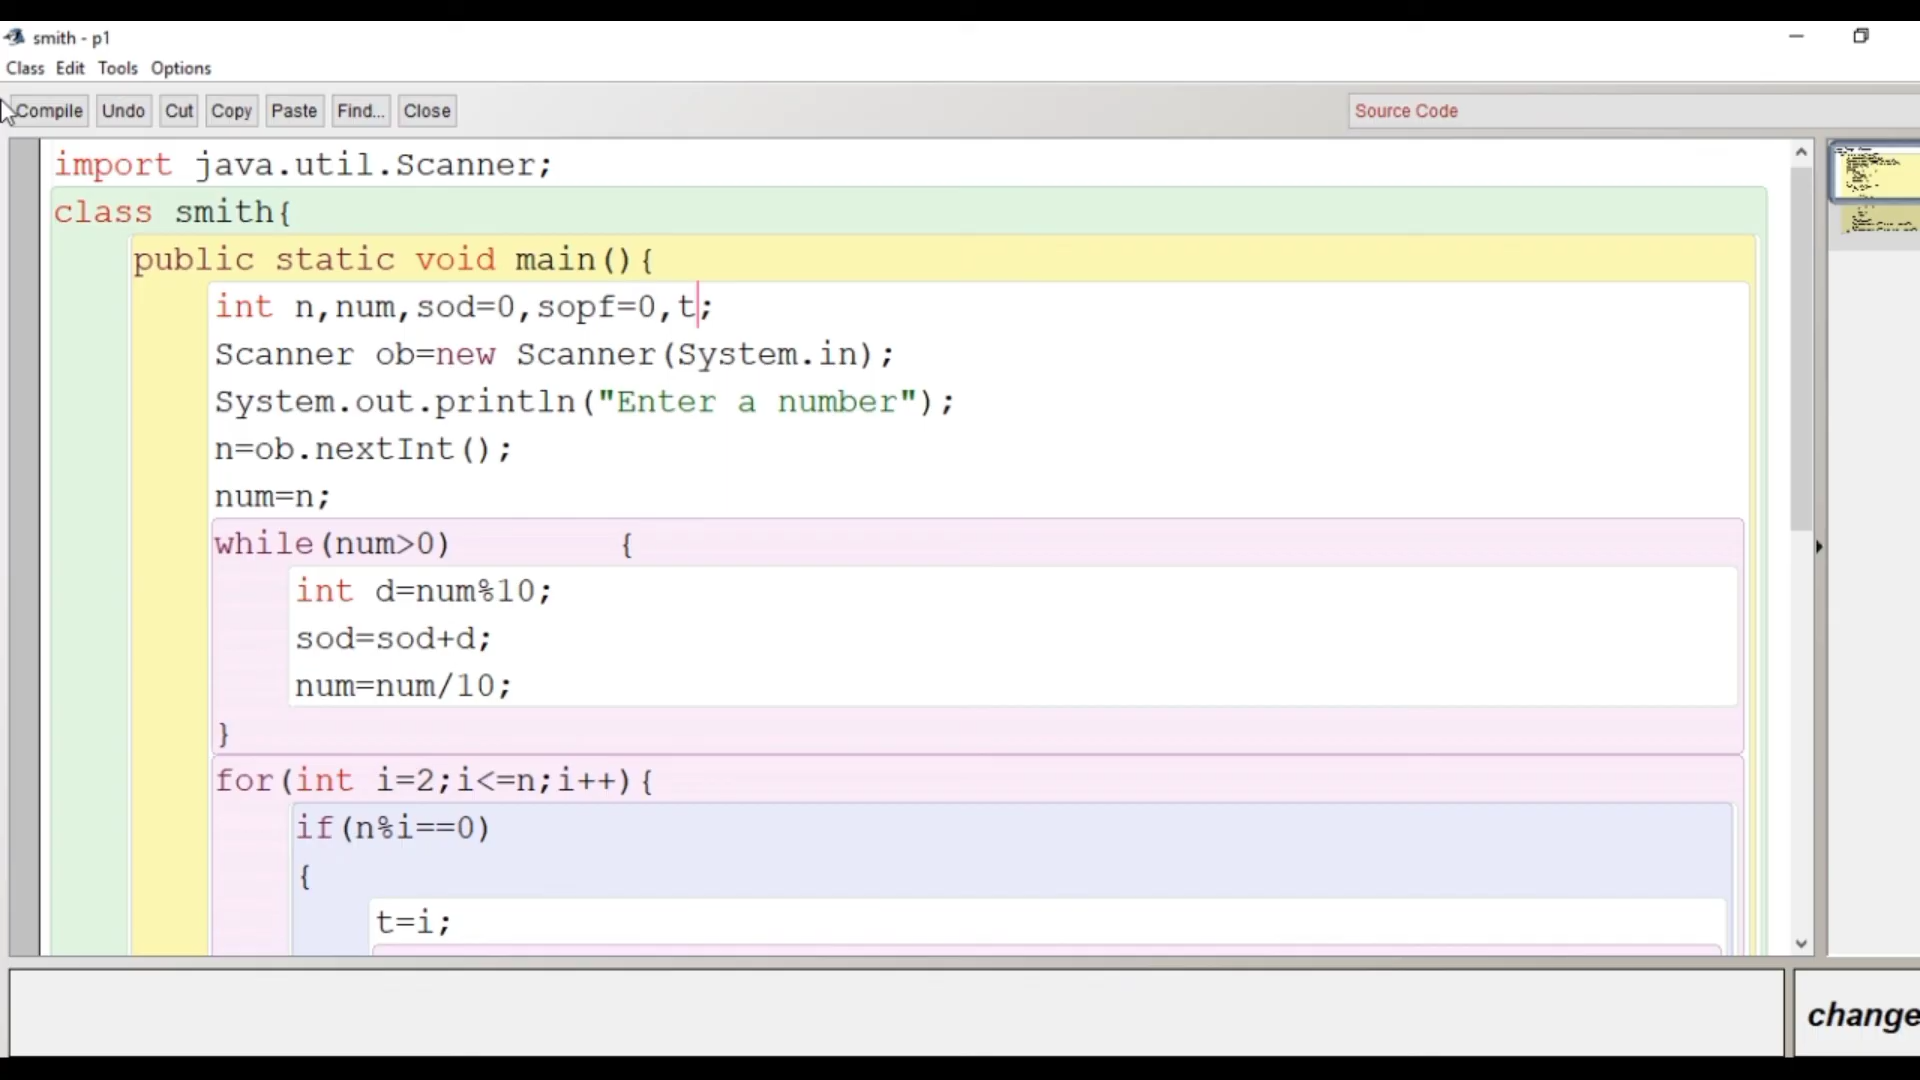 smith - p1
Class Edit Tools Options
Compile Undo Cut Copy Paste Find... Close Source Code
import java.util.Scanner;
class smith{
public static void main(){
int n,num,sod=0,sopf=0,t;
Scanner ob=new Scanner(System.in);
System.out.println("Enter a number");
n=ob.nextInt();
num=n;
while(num>0) {
int d=num%10;
sod=sod+d;
num=num/10;
}
for(int i=2;i<=n;i++){
if(n%i==0)
{
t=i;
change